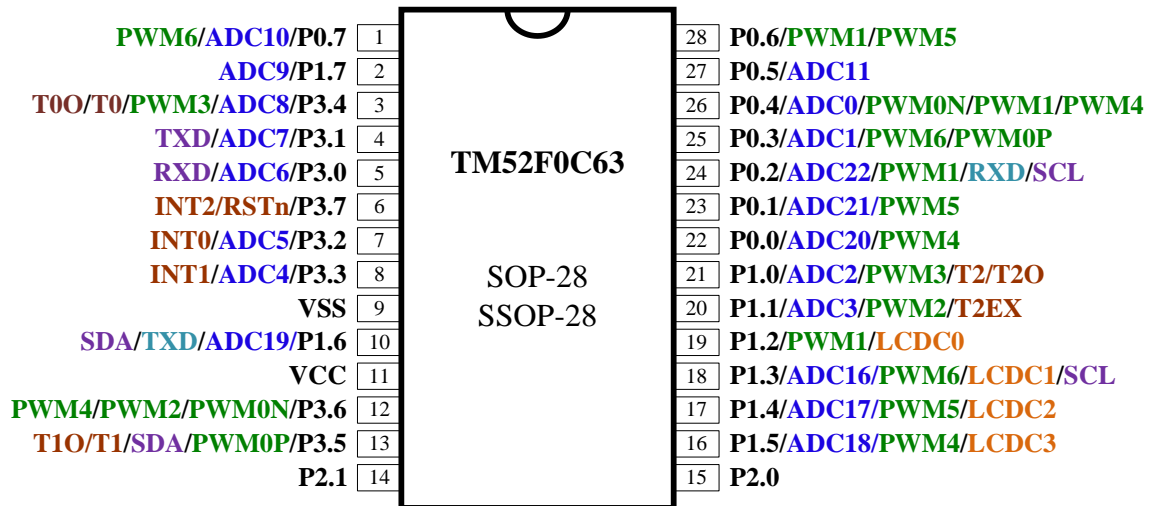 PWM6/ADC10/P0.7 1 28 P0.6/PWM1/PWM5
ADC9/P1.7 2 27 P0.5/ADC11
T0O/T0/PWM3/ADC8/P3.4 3 26 P0.4/ADC0/PWM0N/PWM1/PWM4
TXD/ADC7/P3.1 4 25 P0.3/ADC1/PWM6/PWM0P
RXD/ADC6/P3.0 5 TM52F0C63 24 P0.2/ADC22/PWM1/RXD/SCL
INT2/RSTn/P3.7 6 23 P0.1/ADC21/PWM5
INT0/ADC5/P3.2 7 22 P0.0/ADC20/PWM4
INT1/ADC4/P3.3 8 SOP-28 21 P1.0/ADC2/PWM3/T2/T2O
VSS 9 SSOP-28 20 P1.1/ADC3/PWM2/T2EX
SDA/TXD/ADC19/P1.6 10 19 P1.2/PWM1/LCDC0
VCC 11 18 P1.3/ADC16/PWM6/LCDC1/SCL
PWM4/PWM2/PWM0N/P3.6 12 17 P1.4/ADC17/PWM5/LCDC2
T1O/T1/SDA/PWM0P/P3.5 13 16 P1.5/ADC18/PWM4/LCDC3
P2.1 14 15 P2.0